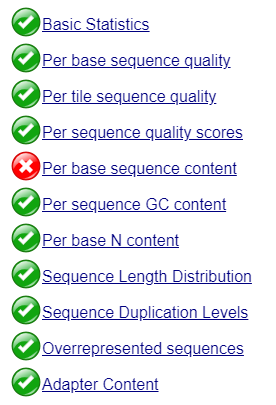 Basic Statistics
Per base sequence quality
Per tile sequence quality
Per sequence quality scores
Per base sequence content
Per sequence GC content
Per base N content
Sequence Length Distribution
Sequence Duplication Levels
Overrepresented sequences
Adapter Content